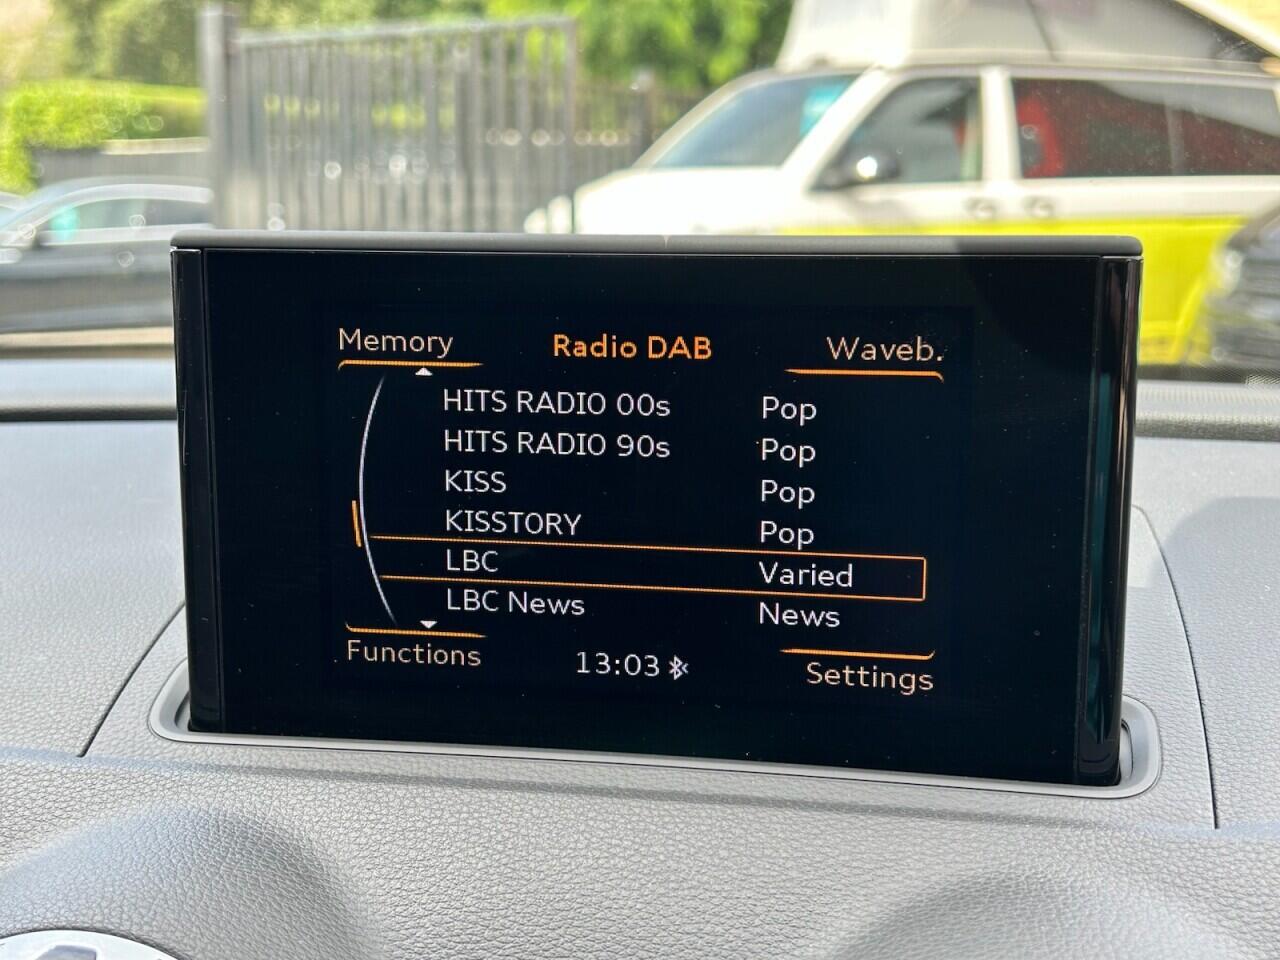 Memory Radio DAB Waveb.
HITS RADIO 00s Pop
HITS RADIO 90s Pop
KISS Pop
KISSTORY Pop
LBC Varied
LBC News News
Functions 13:03 Settings